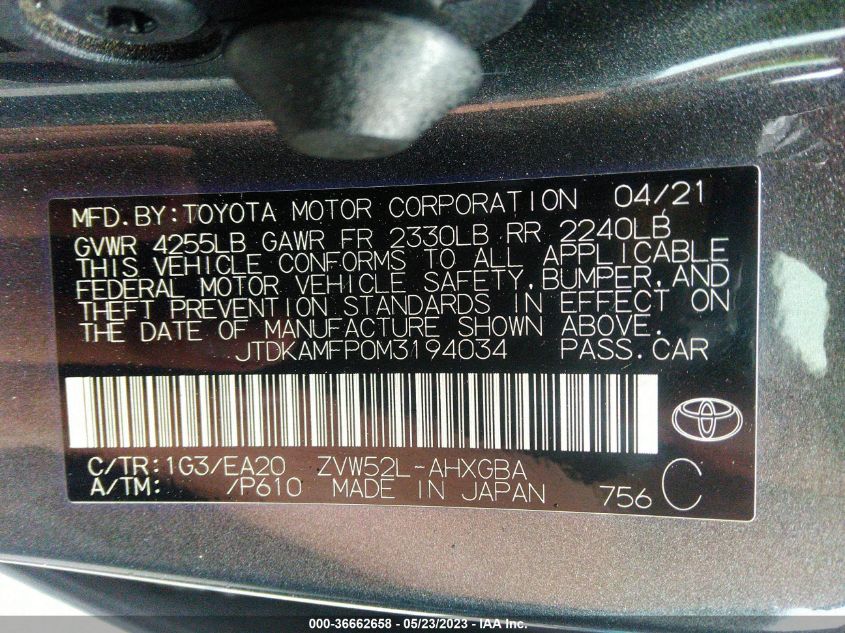 MFD.BY:TOYOTA MOTOR CORPORATION 04/21
GVWR 4255LB GAWR FR 2330LB RR 2240LB
THIS VEHICLE CONFORMS TO ALL APPLICABLE
FEDERAL MOTOR VEHICLE SAFETY,BUMPER,AND
THEFT PREVENTION STANDARDS IN EFFECT ON
THE DATE OF MANUFACTURE SHOWN ABOVE.
JTDKAMFP0M3194034 PASS.CAR
C/TR:1G3/EA20 ZVW52L-AHXGBA
A/TM: /P610 MADE IN JAPAN 756 C
000-36662658 - 05/23/2023 - IAA Inc.